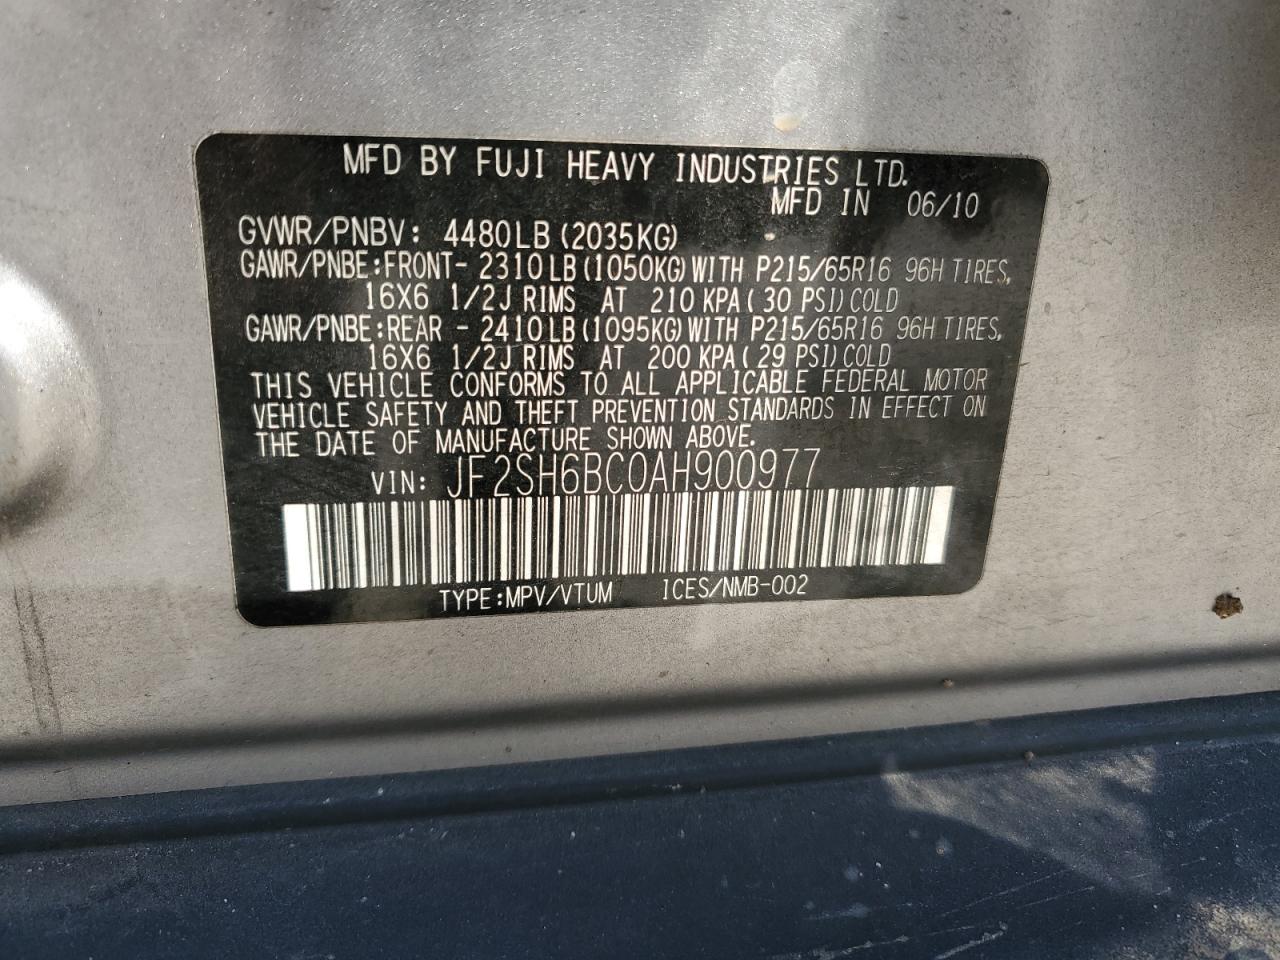 MFD BY FUJI HEAVY INDUSTRIES LTD.
MFD IN 06/10
GVWR/PNBV: 4480LB (2035KG)
GAWR/PNBE:FRONT- 2310LB(1050KG)WITH P215/65R16 96H TIRES,
16X6 1/2J RIMS AT 210 KPA(30 PSI)COLD
GAWR/PNBE:REAR - 2410LB(1095KG)WITH P215/65R16 96H TIRES,
16X6 1/2J RIMS AT 200 KPA(29 PSI)COLD
THIS VEHICLE CONFORMS TO ALL APPLICABLE FEDERAL MOTOR
VEHICLE SAFETY AND THEFT PREVENTION STANDARDS IN EFFECT ON
THE DATE OF MANUFACTURE SHOWN ABOVE.
VIN: JF2SH6BC0AH900977
TYPE:MPV/VTUM ICES/NMB-002